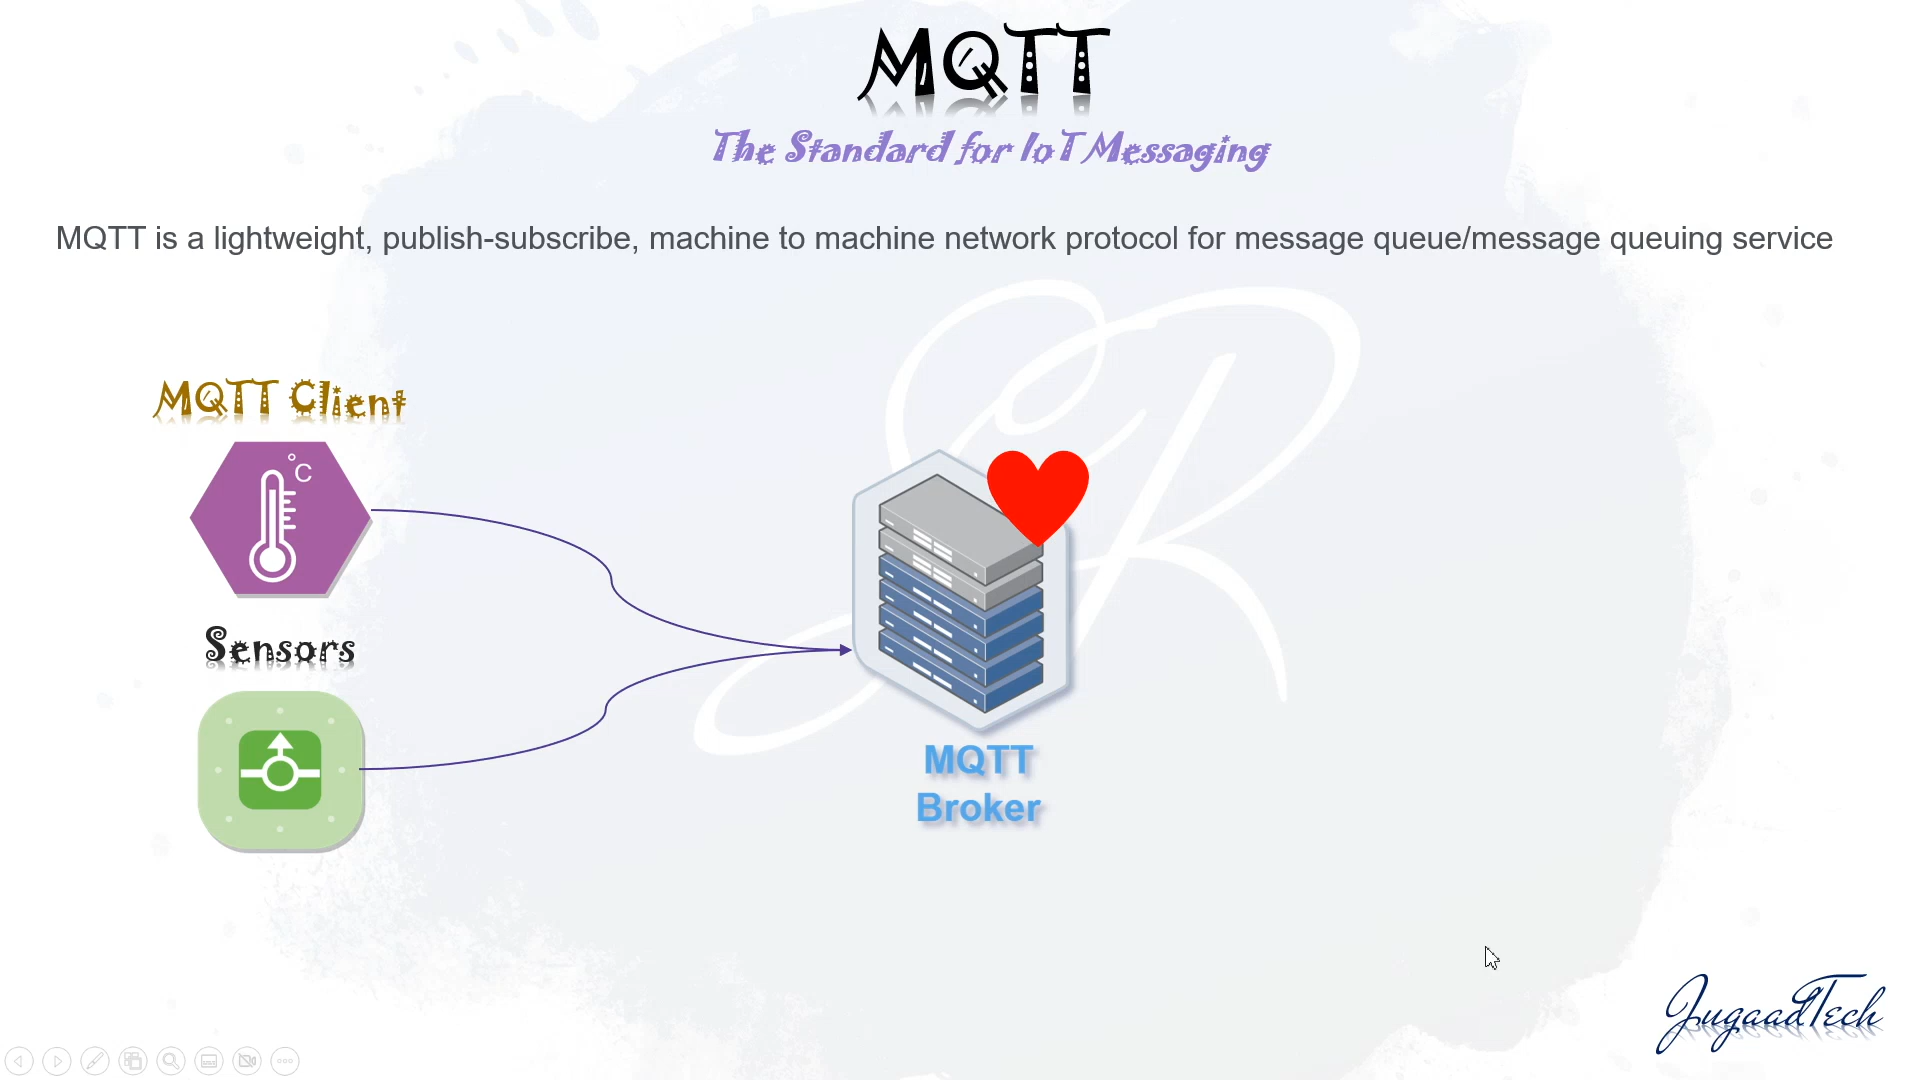 MQTT
The Standard for IoT Messaging
MQTT is a lightweight, publish-subscribe, machine to machine network protocol for message queue/message queuing service
MQTT Client
°C
Sensors
MQTT
Broker
SR
JugaadTech